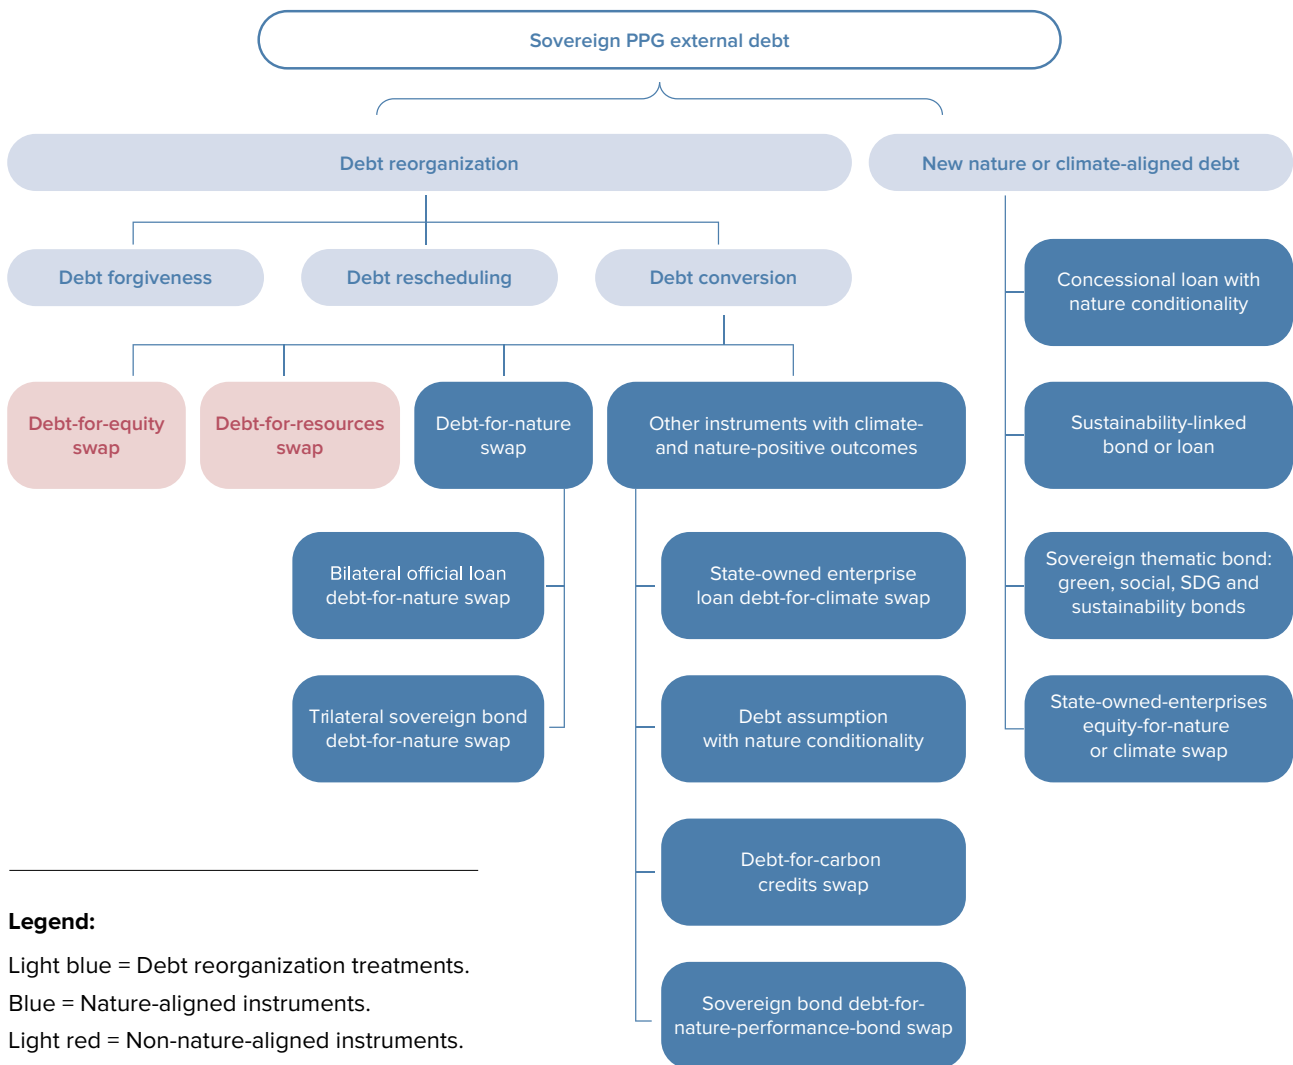 Sovereign PPG external debt
Debt reorganization
New nature or climate-aligned debt
Debt forgiveness
Debt rescheduling
Debt conversion
Concessional loan with
nature conditionality
Debt-for-equity
swap
Debt-for-resources
swap
Debt-for-nature
swap
Other instruments with climate-
and nature-positive outcomes
Sustainability-linked
bond or loan
Bilateral official loan
debt-for-nature swap
State-owned enterprise
loan debt-for-climate swap
Sovereign thematic bond:
green, social, SDG and
sustainability bonds
Trilateral sovereign bond
debt-for-nature swap
Debt assumption
with nature conditionality
State-owned-enterprises
equity-for-nature
or climate swap
Debt-for-carbon
credits swap
Sovereign bond debt-for-
nature-performance-bond swap
Legend:
Light blue = Debt reorganization treatments.
Blue = Nature-aligned instruments.
Light red = Non-nature-aligned instruments.